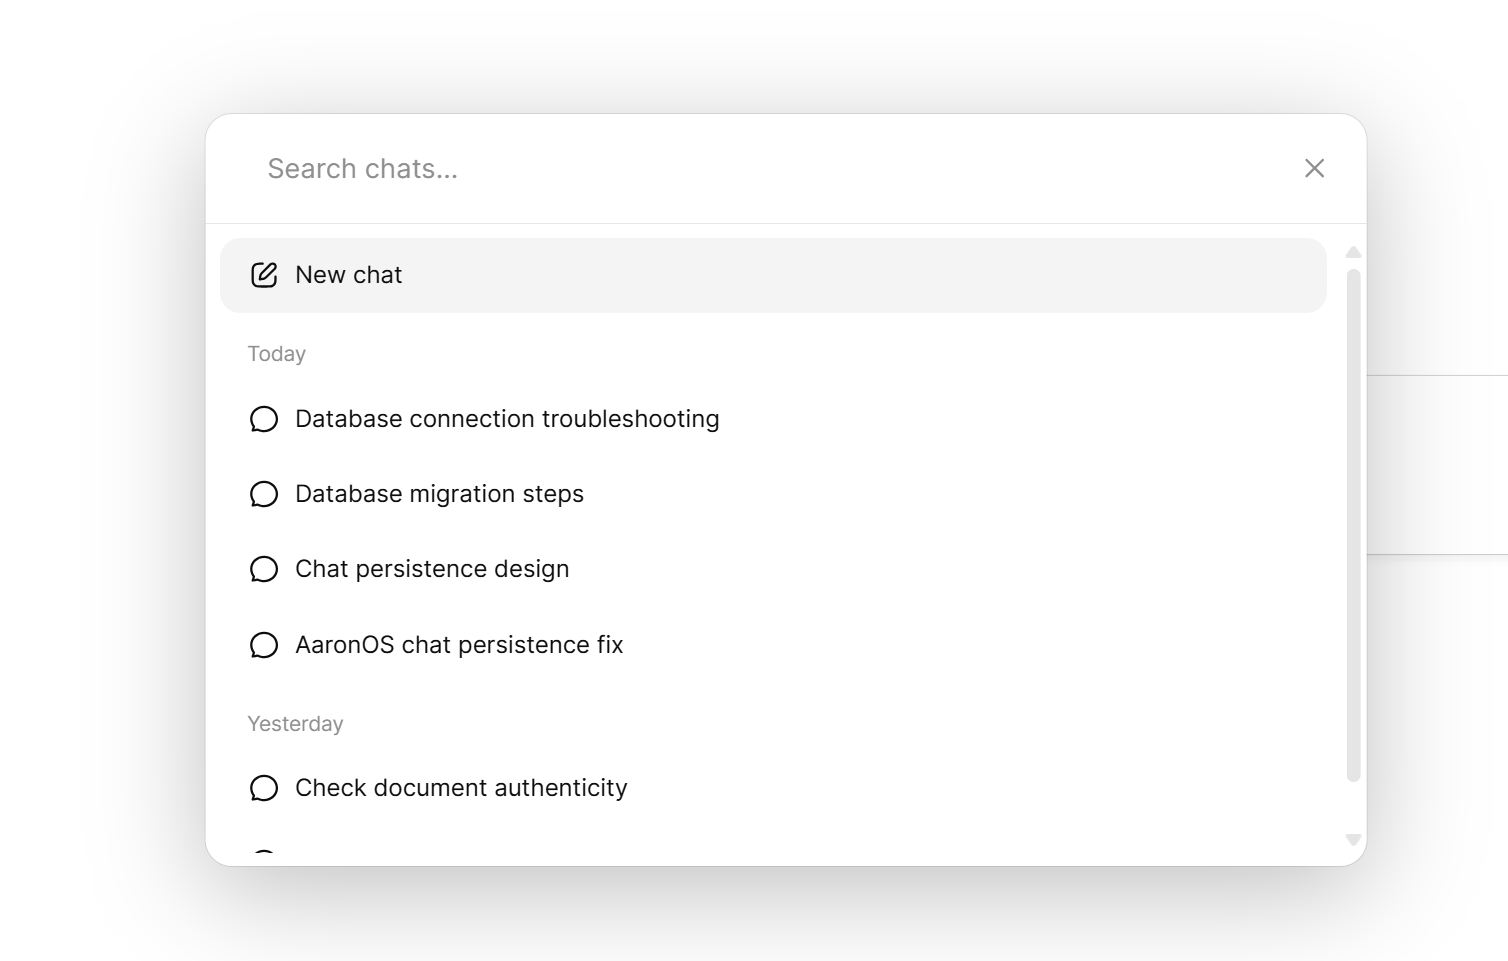 Search chats...
New chat
Today
Database connection troubleshooting
Database migration steps
Chat persistence design
AaronOS chat persistence fix
Yesterday
Check document authenticity